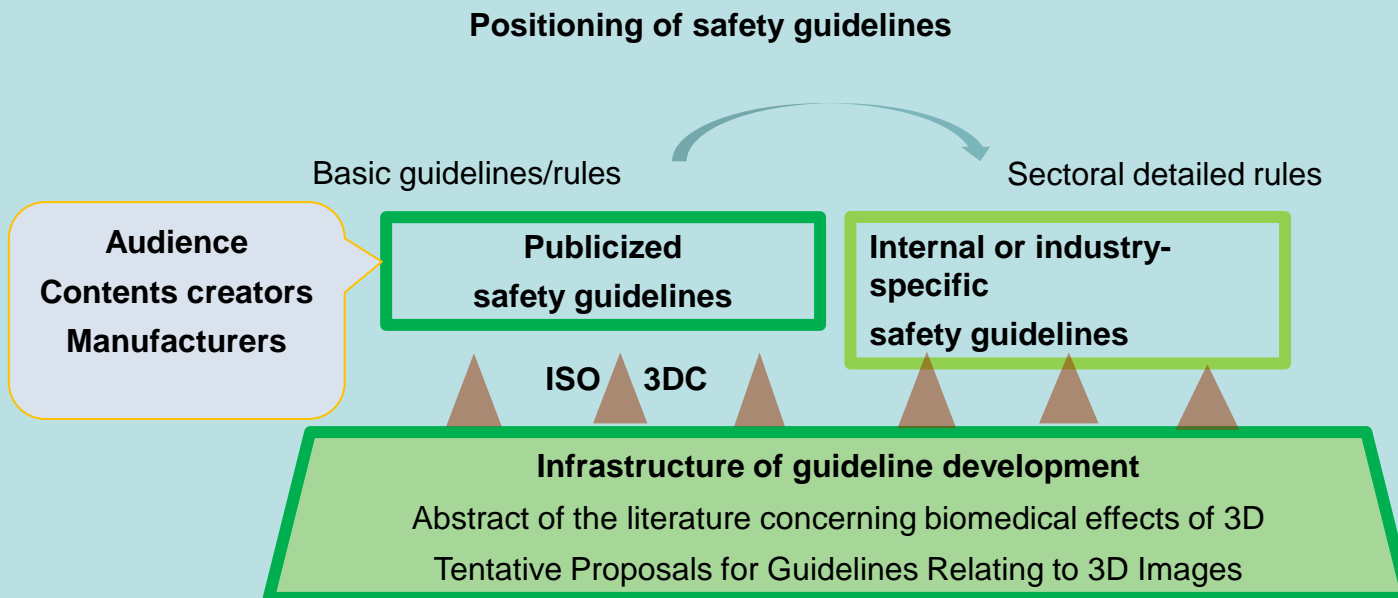 Positioning of safety guidelines
Basic guidelines/rules
Sectoral detailed rules
Audience
Contents creators
Manufacturers
Publicized
safety guidelines
Internal or industry-
specific
safety guidelines
ISO 3DC
Infrastructure of guideline development
Abstract of the literature concerning biomedical effects of 3D
Tentative Proposals for Guidelines Relating to 3D Images